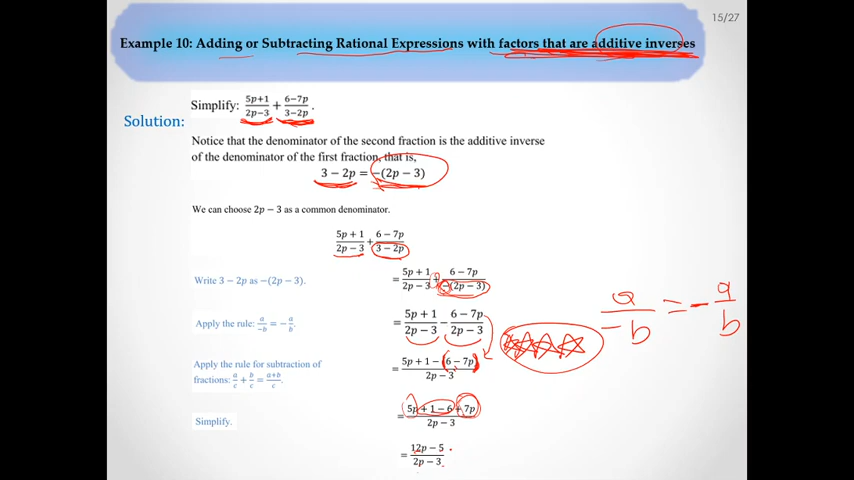 15/27
Example 10: Adding or Subtracting Rational Expressions with factors that are additive inverses
Simplify: (5p+1)/(2p−3) + (6−7p)/(3−2p).
Solution:
Notice that the denominator of the second fraction is the additive inverse
of the denominator of the first fraction, that is,
3 − 2p = −(2p − 3)
We can choose 2p − 3 as a common denominator.
(5p + 1)/(2p − 3) + (6 − 7p)/(3 − 2p)
Write 3 − 2p as −(2p − 3).
= (5p + 1)/(2p − 3) + (6 − 7p)/(−(2p − 3))
a/−b = −a/b
Apply the rule: a/−b = −a/b.
= (5p + 1)/(2p − 3) − (6 − 7p)/(2p − 3)
Apply the rule for subtraction of
fractions: a/c + b/c = (a+b)/c.
= (5p + 1 − (6 − 7p))/(2p − 3)
Simplify.
= (5p + 1 − 6 + 7p)/(2p − 3)
= (12p − 5)/(2p − 3)